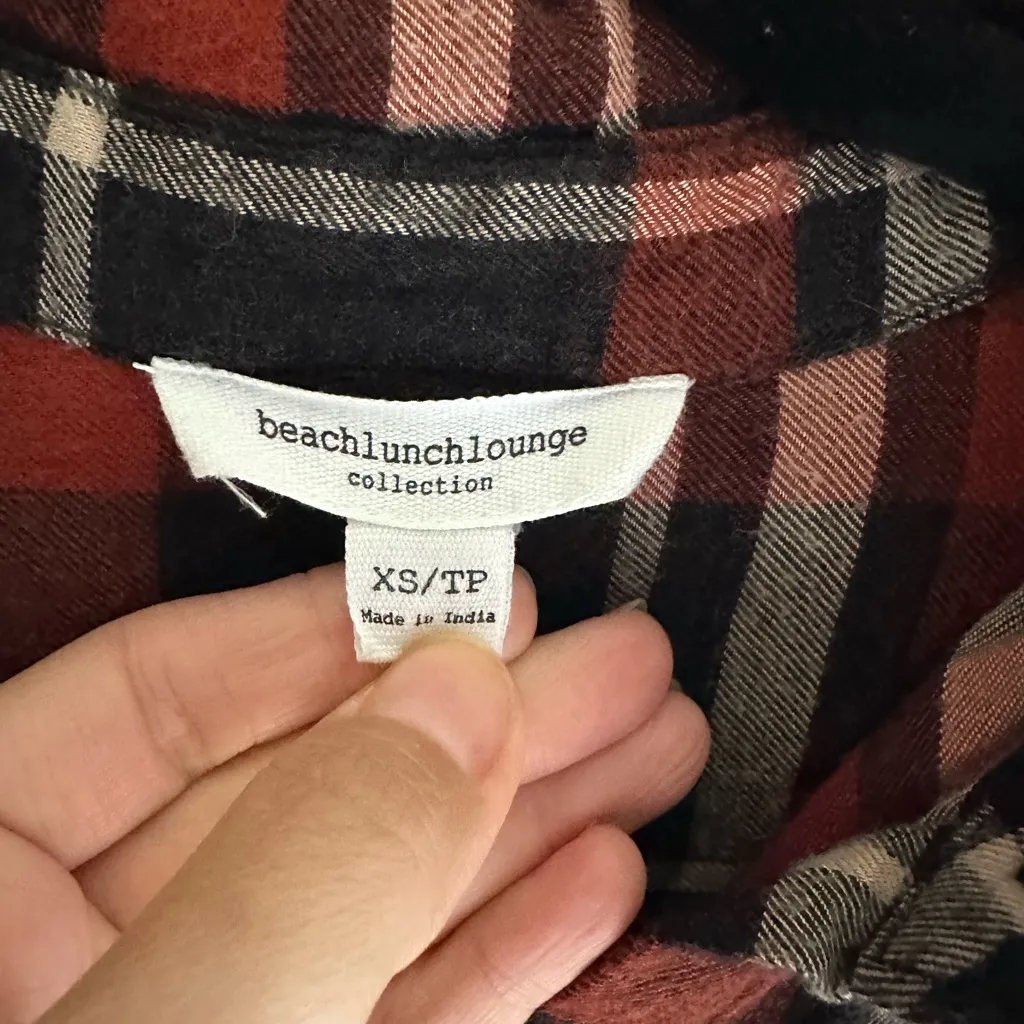 beachlunchlounge
collection
XS/TP
Made in India